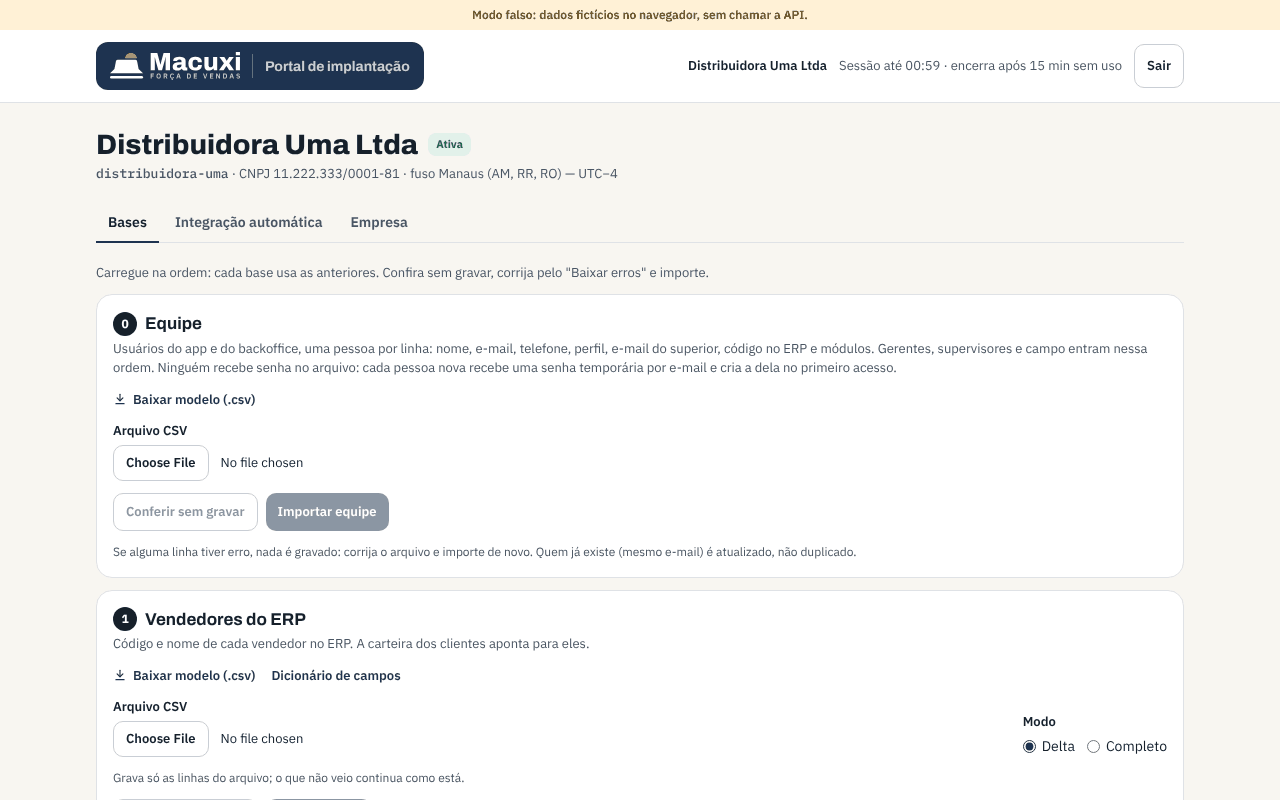 Modo falso: dados fictícios no navegador, sem chamar a API.
Macuxi
FORÇA DE VENDAS
Portal de implantação
Distribuidora Uma Ltda
Sessão até 00:59 · encerra após 15 min sem uso
Sair
Distribuidora Uma Ltda
Ativa
distribuidora-uma · CNPJ 11.222.333/0001-81 · fuso Manaus (AM, RR, RO) — UTC−4
Bases
Integração automática
Empresa
Carregue na ordem: cada base usa as anteriores. Confira sem gravar, corrija pelo "Baixar erros" e importe.
0 Equipe
Usuários do app e do backoffice, uma pessoa por linha: nome, e-mail, telefone, perfil, e-mail do superior, código no ERP e módulos. Gerentes, supervisores e campo entram nessa
ordem. Ninguém recebe senha no arquivo: cada pessoa nova recebe uma senha temporária por e-mail e cria a dela no primeiro acesso.
Baixar modelo (.csv)
Arquivo CSV
Choose File No file chosen
Conferir sem gravar
Importar equipe
Se alguma linha tiver erro, nada é gravado: corrija o arquivo e importe de novo. Quem já existe (mesmo e-mail) é atualizado, não duplicado.
1 Vendedores do ERP
Código e nome de cada vendedor no ERP. A carteira dos clientes aponta para eles.
Baixar modelo (.csv)
Dicionário de campos
Arquivo CSV
Choose File No file chosen
Modo
Delta
Completo
Grava só as linhas do arquivo; o que não veio continua como está.